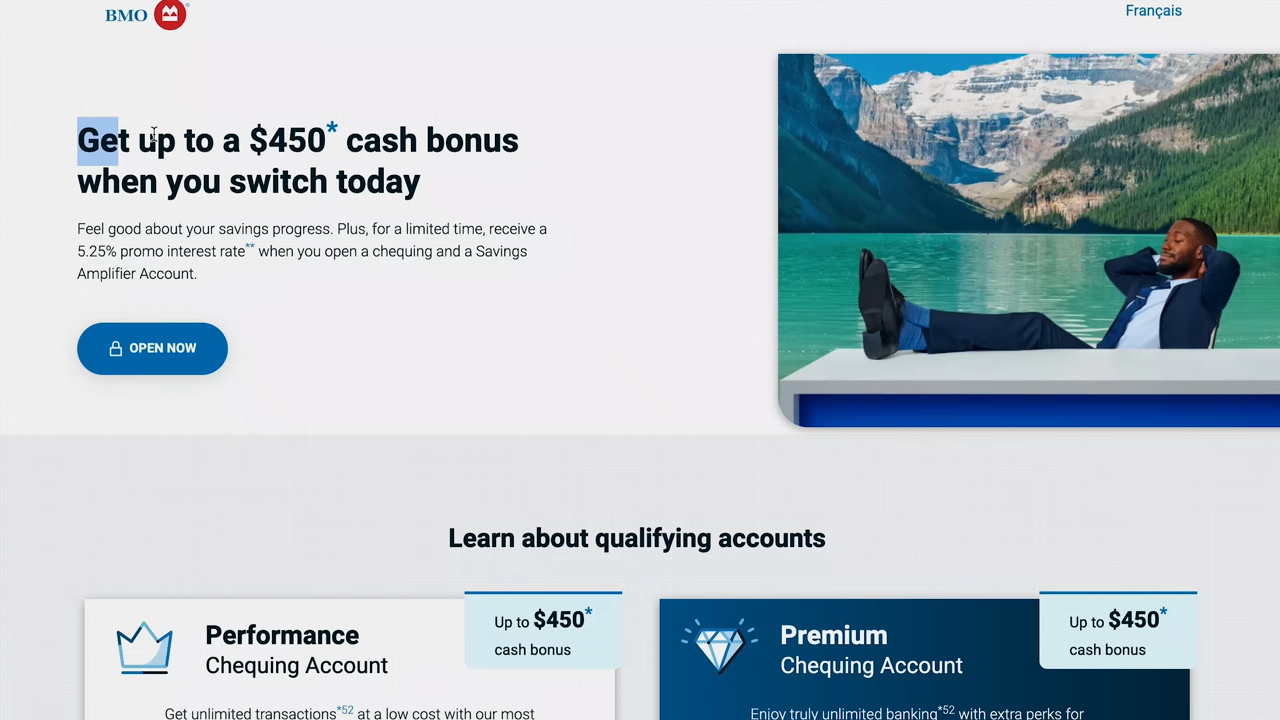 BMO
Français
Get up to a $450* cash bonus
when you switch today
Feel good about your savings progress. Plus, for a limited time, receive a
5.25% promo interest rate** when you open a chequing and a Savings
Amplifier Account.
OPEN NOW
Learn about qualifying accounts
Performance
Chequing Account
Up to $450*
cash bonus
Get unlimited transactions*52 at a low cost with our most
Premium
Chequing Account
Up to $450*
cash bonus
Enjoy truly unlimited banking*52 with extra perks for